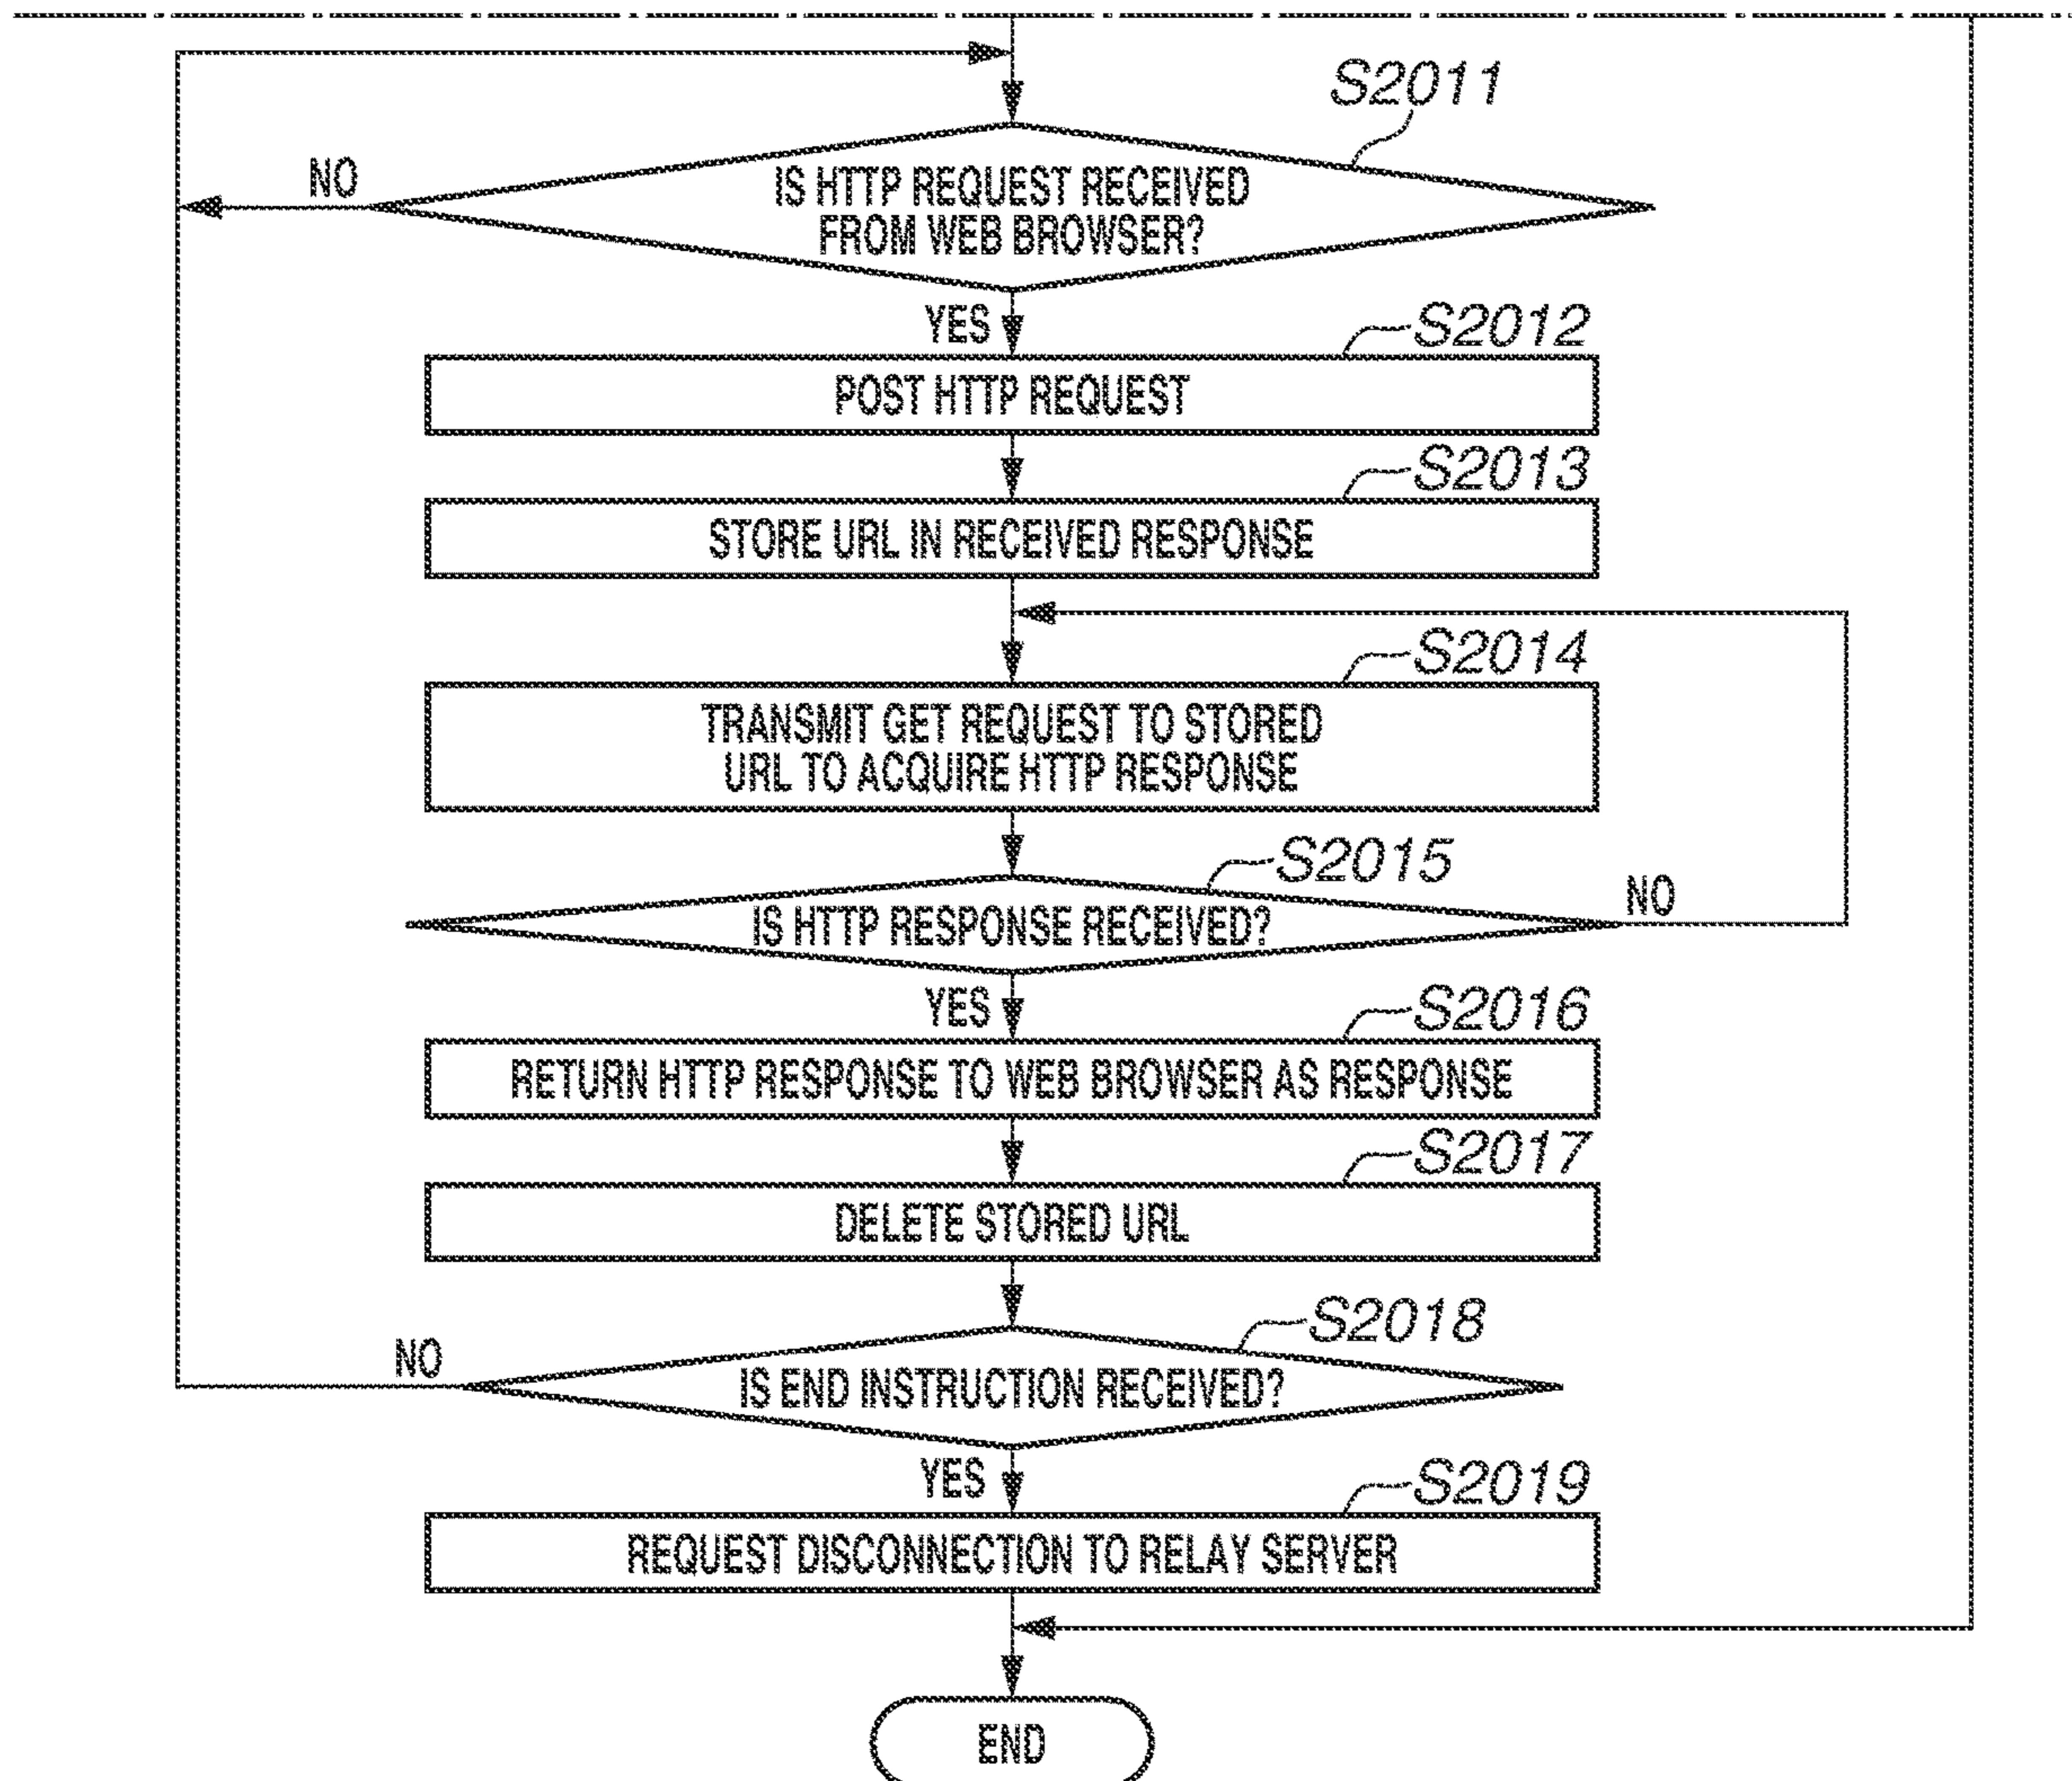 S2011
NO
IS HTTP REQUEST RECEIVED
FROM WEB BROWSER?
YES
S2012
POST HTTP REQUEST
S2013
STORE URL IN RECEIVED RESPONSE
S2014
TRANSMIT GET REQUEST TO STORED
URL TO ACQUIRE HTTP RESPONSE
S2015
IS HTTP RESPONSE RECEIVED?
NO
YES
S2016
RETURN HTTP RESPONSE TO WEB BROWSER AS RESPONSE
S2017
DELETE STORED URL
S2018
NO
IS END INSTRUCTION RECEIVED?
YES
S2019
REQUEST DISCONNECTION TO RELAY SERVER
END